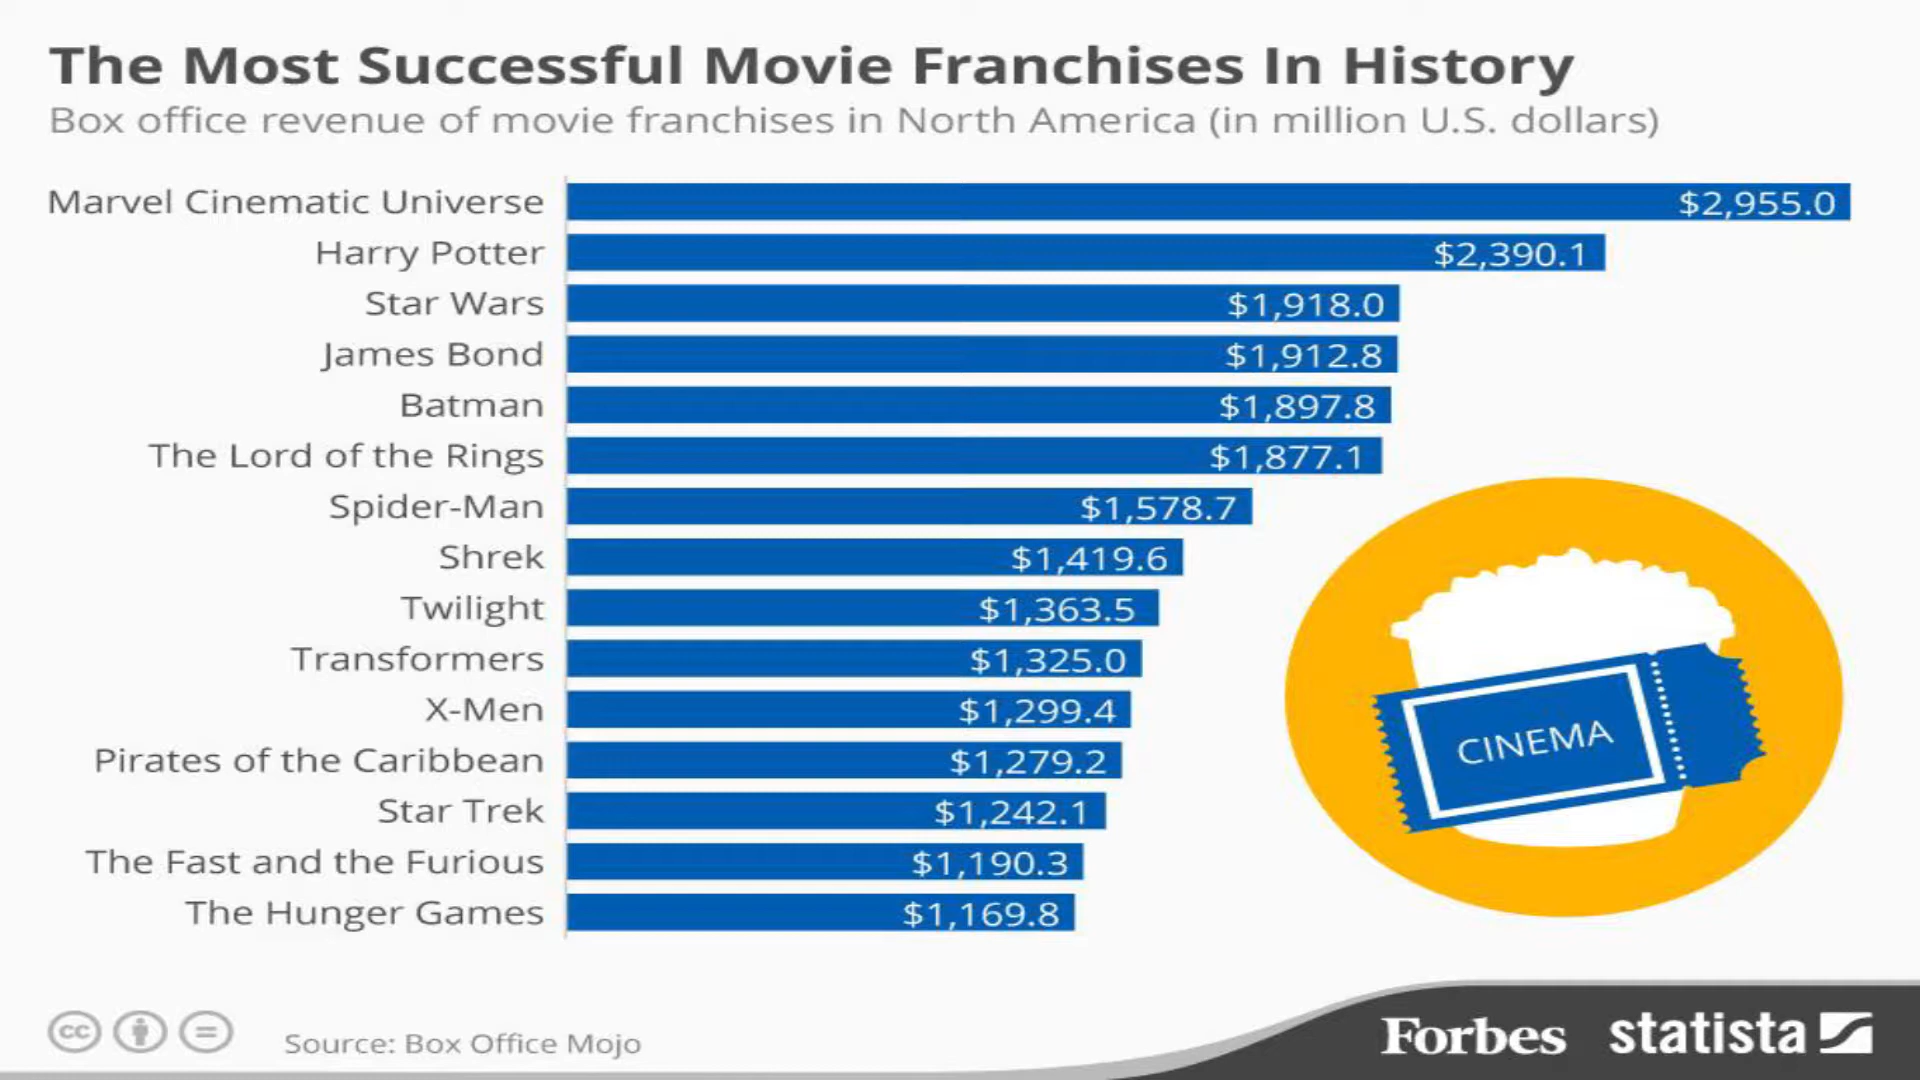 The Most Successful Movie Franchises In History
Box office revenue of movie franchises in North America (in million U.S. dollars)
Marvel Cinematic Universe $2,955.0
Harry Potter $2,390.1
Star Wars $1,918.0
James Bond $1,912.8
Batman $1,897.8
The Lord of the Rings $1,877.1
Spider-Man $1,578.7
Shrek $1,419.6
Twilight $1,363.5
Transformers $1,325.0
X-Men $1,299.4
Pirates of the Caribbean $1,279.2
Star Trek $1,242.1
The Fast and the Furious $1,190.3
The Hunger Games $1,169.8
CINEMA
cc
Source: Box Office Mojo
Forbes statista